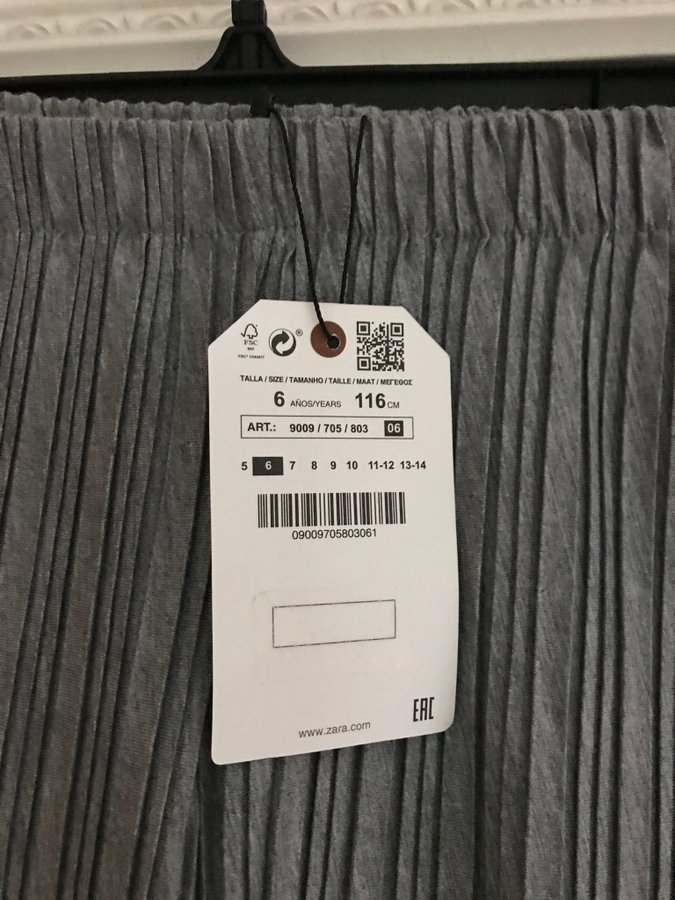 FSC
MIX
®
TALLA / SIZE / TAMANHO / TAILLE / MAAT / ΜΕΓΕΘΟΣ
6 AÑOS/YEARS 116 CM
ART.: 9009 / 705 / 803 06
5 6 7 8 9 10 11-12 13-14
09009705803061
www.zara.com
EAC